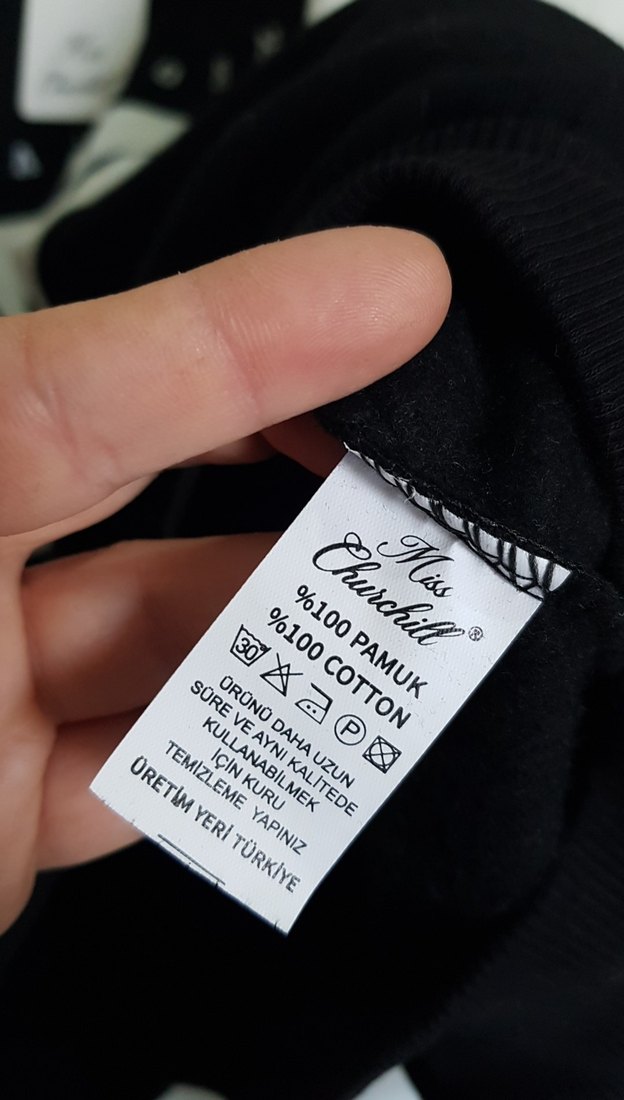 Miss
Churchill®
%100 PAMUK
%100 COTTON
30° P
ÜRÜNÜ DAHA UZUN
SÜRE VE AYNI KALİTEDE
KULLANABİLMEK
İÇİN KURU
TEMİZLEME YAPINIZ
ÜRETİM YERİ TÜRKİYE